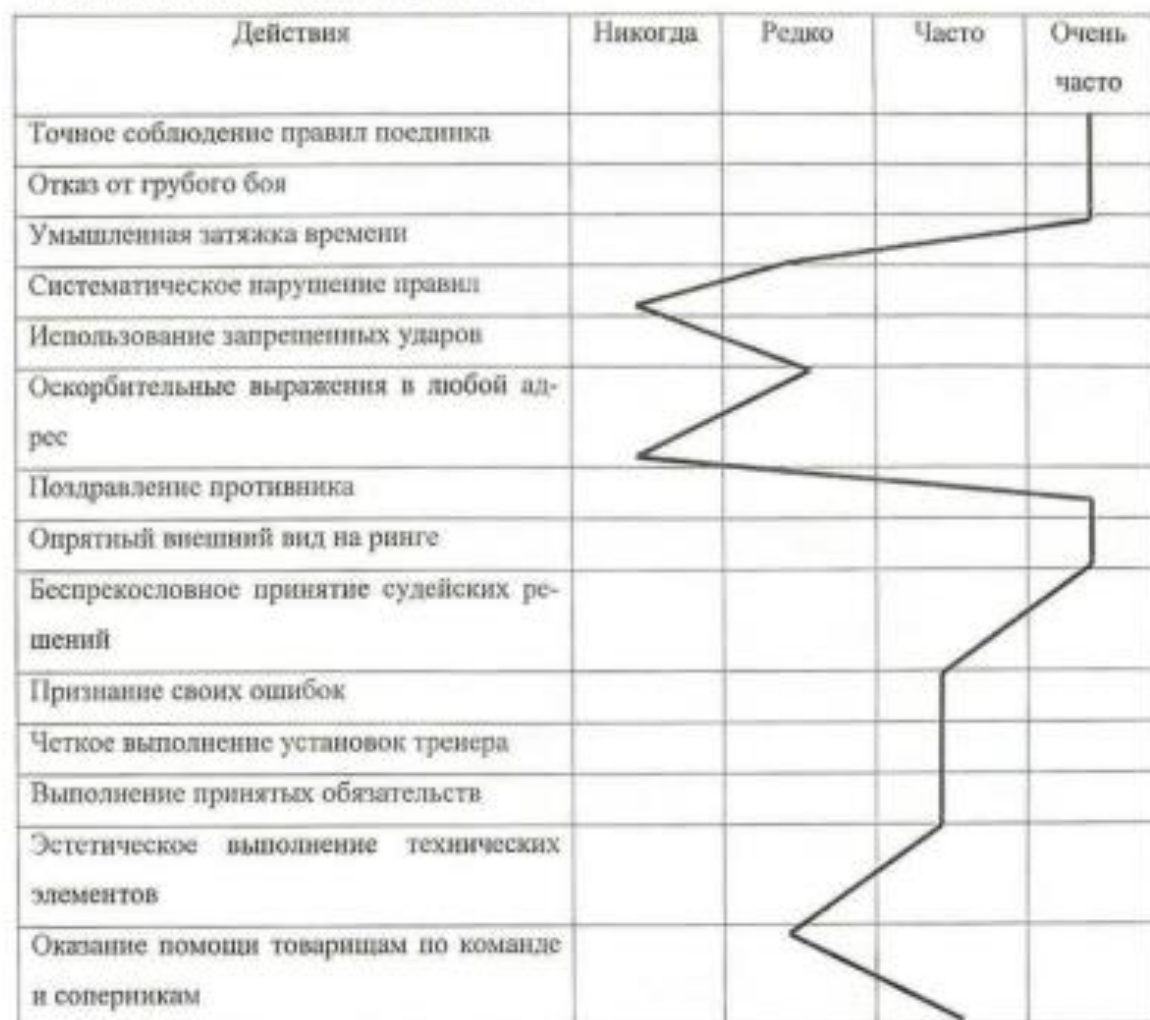 Действия Никогда Редко Часто Очень
часто
Точное соблюдение правил поединка
Отказ от грубого боя
Умышленная затяжка времени
Систематическое нарушение правил
Использование запрещенных ударов
Оскорбительные выражения в любой ад-
рес
Поздравление противника
Опрятный внешний вид на ринге
Беспрекословное принятие судейских ре-
шений
Признание своих ошибок
Четкое выполнение установок тренера
Выполнение принятых обязательств
Эстетическое выполнение технических
элементов
Оказание помощи товарищам по команде
и соперникам